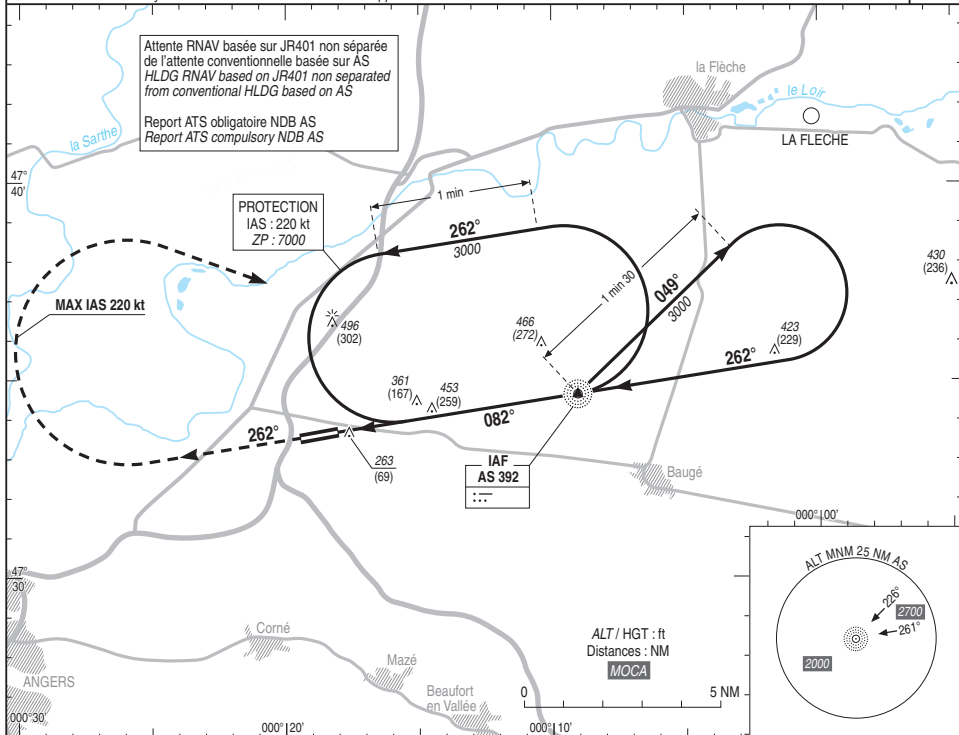 Attente RNAV basée sur JR401 non séparée
de l'attente conventionnelle basée sur AS
HLDG RNAV based on JR401 non separated
from conventional HLDG based on AS
Report ATS obligatoire NDB AS
Report ATS compulsory NDB AS
la Flèche
le Loir
LA FLECHE
la Sarthe
47°
40'
1 min
PROTECTION
IAS : 220 kt
ZP : 7000
262°
3000
1 min 30
049°
3000
430
(236)
MAX IAS 220 kt
496
(302)
466
(272)
423
(229)
262°
361
(167)
453
(259)
082°
262°
263
(69)
IAF
AS 392
Baugé
000°00'
47°
30'
ALT MNM 25 NM AS
226°
2700
261°
2000
Corné
Mazé
ALT / HGT : ft
Distances : NM
MOCA
ANGERS
Beaufort
en Vallée
0
5 NM
000°30'
000°20'
000°10'